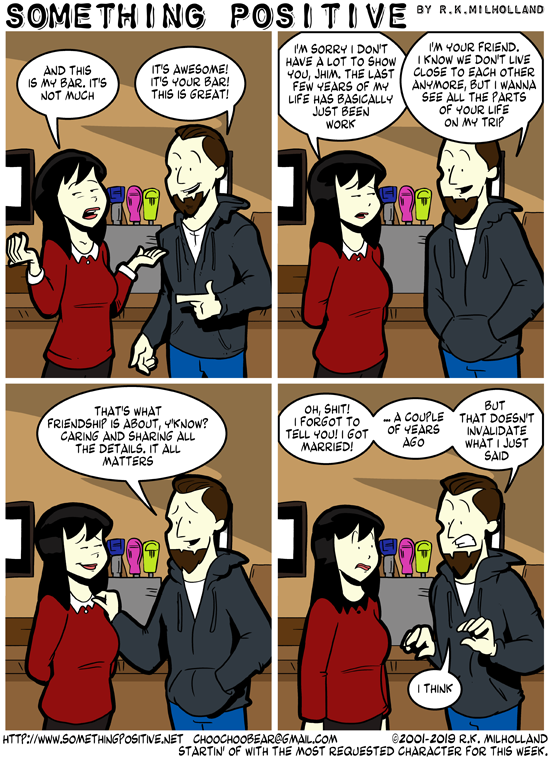 SOMETHING POSITIVE BY R.K.MILHOLLAND
AND THIS
IS MY BAR. IT'S
NOT MUCH
IT'S AWESOME!
IT'S YOUR BAR!
THIS IS GREAT!
I'M SORRY I DON'T
HAVE A LOT TO SHOW
YOU, JHIM. THE LAST
FEW YEARS OF MY
LIFE HAS BASICALLY
JUST BEEN
WORK
I'M YOUR FRIEND.
I KNOW WE DON'T LIVE
CLOSE TO EACH OTHER
ANYMORE, BUT I WANNA
SEE ALL THE PARTS
OF YOUR LIFE
ON MY TRIP
THAT'S WHAT
FRIENDSHIP IS ABOUT, Y'KNOW?
CARING AND SHARING ALL
THE DETAILS. IT ALL
MATTERS
OH, SHIT!
I FORGOT TO
TELL YOU! I GOT
MARRIED!
... A COUPLE
OF YEARS
AGO
BUT
THAT DOESN'T
INVALIDATE
WHAT I JUST
SAID
I THINK
HTTP://WWW.SOMETHINGPOSITIVE.NET CHOOCHOOBEAR@GMAIL.COM ©2001-2019 R.K. MILHOLLAND
STARTIN' OF WITH THE MOST REQUESTED CHARACTER FOR THIS WEEK.